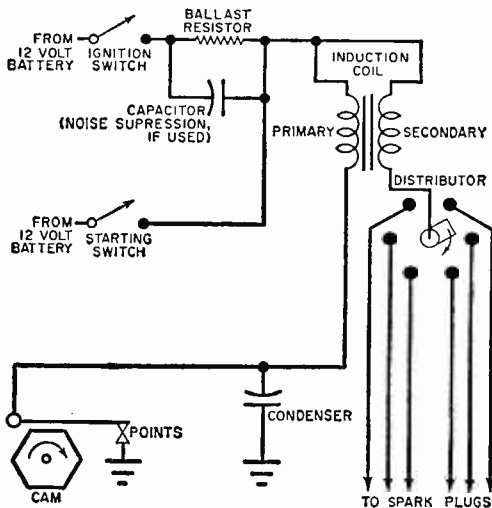 BALLAST
RESISTOR
FROM
12 VOLT
BATTERY
IGNITION
SWITCH
INDUCTION
COIL
CAPACITOR
(NOISE SUPRESSION,
IF USED)
PRIMARY
SECONDARY
DISTRIBUTOR
FROM
12 VOLT
BATTERY
STARTING
SWITCH
CONDENSER
POINTS
CAM
TO SPARK PLUGS